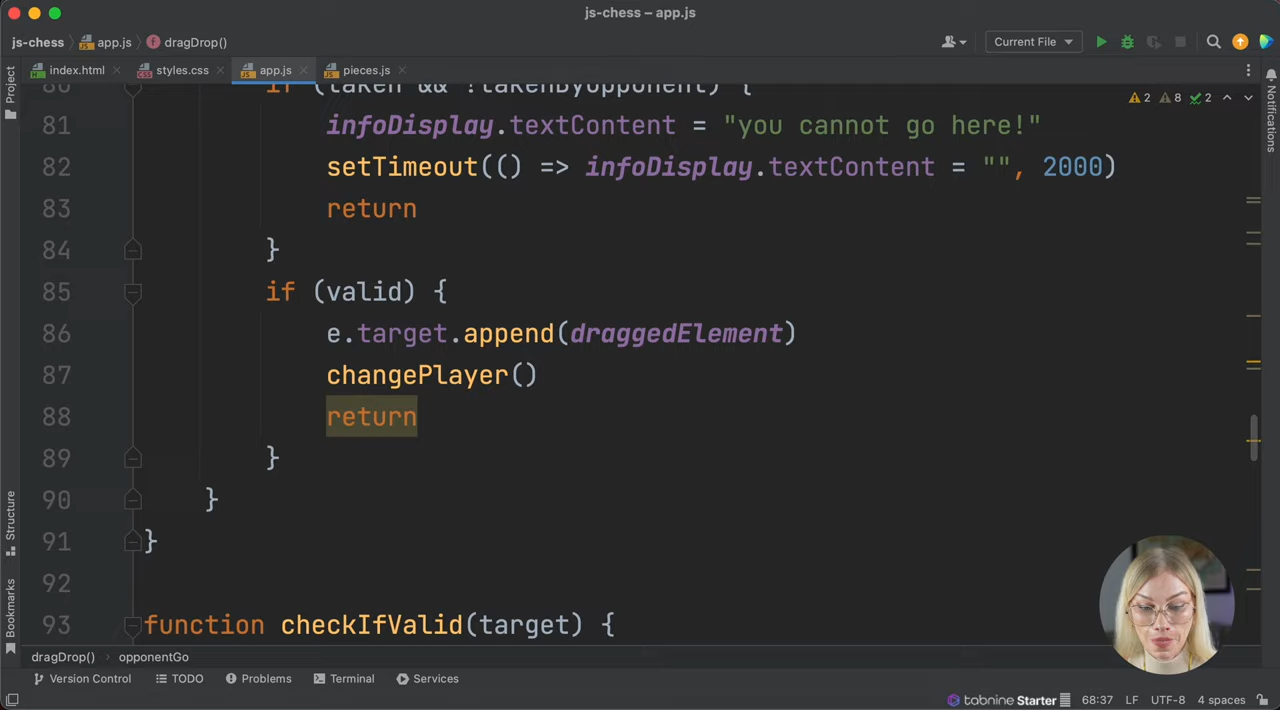 js-chess – app.js
js-chess app.js dragDrop()
Current File
index.html styles.css app.js pieces.js
Project
Notifications
80 if (taken && !takenByOpponent) {
2 8 2
81 infoDisplay.textContent = "you cannot go here!"
82 setTimeout(() => infoDisplay.textContent = "", 2000)
83 return
84 }
85 if (valid) {
86 e.target.append(draggedElement)
87 changePlayer()
88 return
89 }
90 }
91 }
92
93 function checkIfValid(target) {
Structure
Bookmarks
dragDrop() opponentGo
Version Control TODO Problems Terminal Services
tabnine Starter 68:37 LF UTF-8 4 spaces